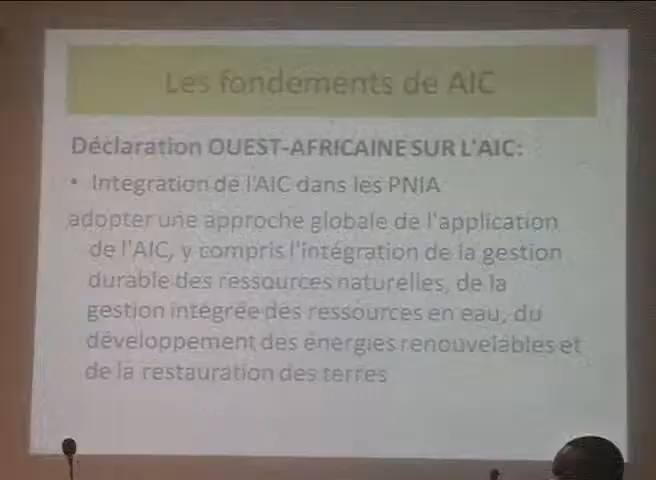 Les fondements de AIC
Déclaration OUEST-AFRICAINE SUR L'AIC:
• Integration de l'AIC dans les PNIA
adopter une approche globale de l'application
de l'AIC, y compris l'intégration de la gestion
durable des ressources naturelles, de la
gestion intégrée des ressources en eau, du
développement des énergies renouvelables et
de la restauration des terres